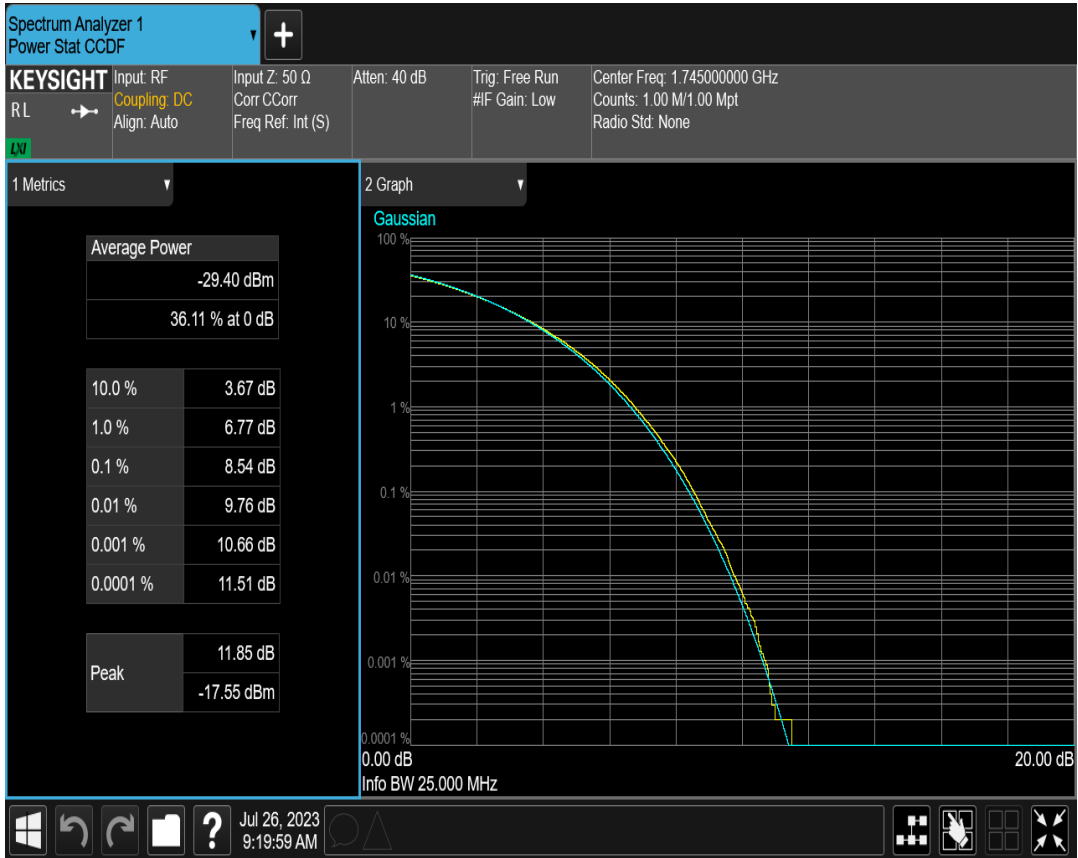 Spectrum Analyzer 1
Power Stat CCDF
KEYSIGHT
R L
LXI
Input: RF
Coupling: DC
Align: Auto
Input Z: 50 Ω
Corr CCorr
Freq Ref: Int (S)
Atten: 40 dB
Trig: Free Run
#IF Gain: Low
Center Freq: 1.745000000 GHz
Counts: 1.00 M/1.00 Mpt
Radio Std: None
1 Metrics
Average Power
-29.40 dBm
36.11 % at 0 dB
10.0 % 3.67 dB
1.0 % 6.77 dB
0.1 % 8.54 dB
0.01 % 9.76 dB
0.001 % 10.66 dB
0.0001 % 11.51 dB
Peak
11.85 dB
-17.55 dBm
2 Graph
Gaussian
100 %
10 %
1 %
0.1 %
0.01 %
0.001 %
0.0001 %
0.00 dB 20.00 dB
Info BW 25.000 MHz
?
Jul 26, 2023
9:19:59 AM